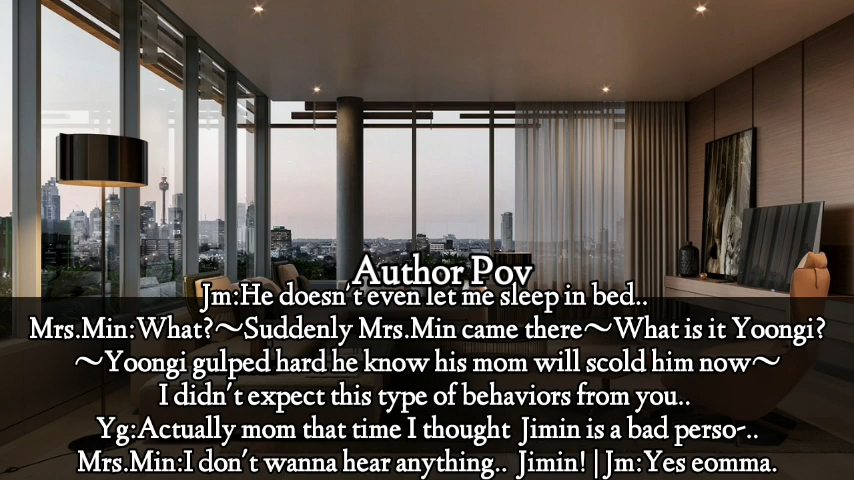 Author Pov
Jm:He doesn't even let me sleep in bed..
Mrs.Min:What?～Suddenly Mrs.Min came there～What is it Yoongi?
～Yoongi gulped hard he know his mom will scold him now～
I didn't expect this type of behaviors from you..
Yg:Actually mom that time I thought Jimin is a bad perso-..
Mrs.Min:I don't wanna hear anything.. Jimin! | Jm:Yes eomma.